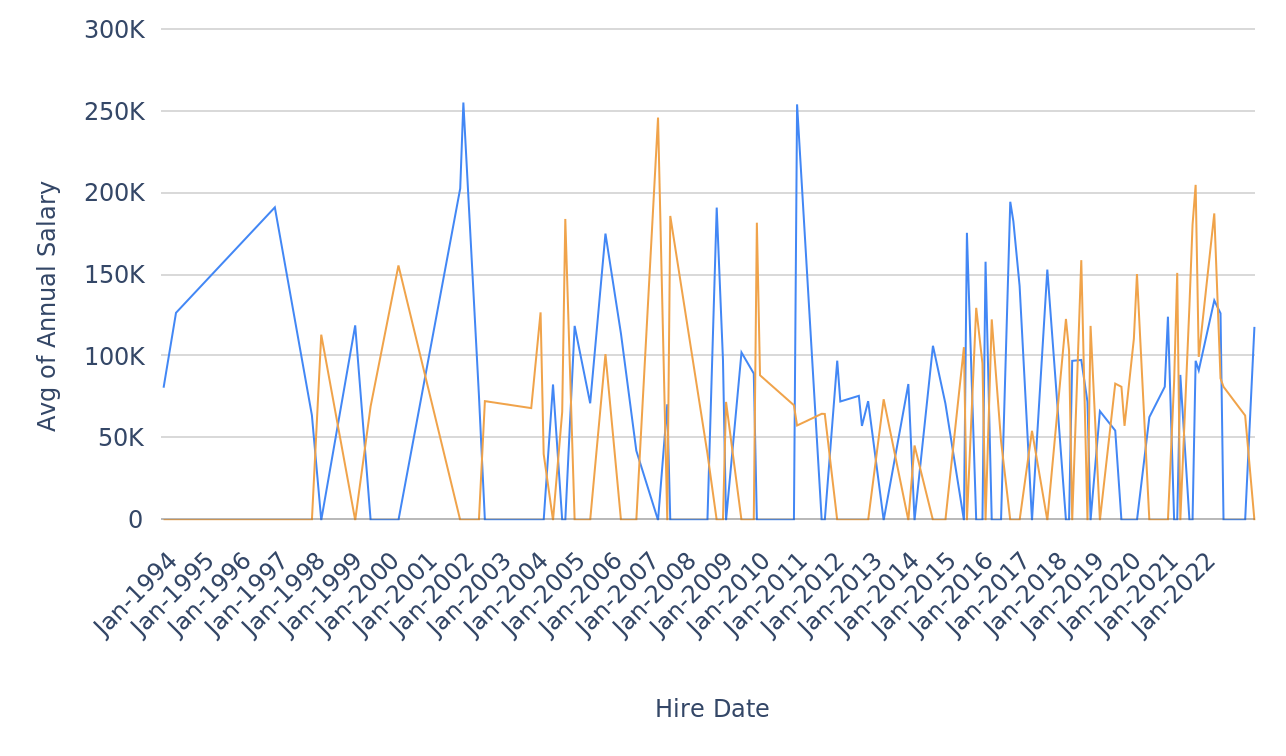 300K
250K
200K
150K
100K
50K
0
Avg of Annual Salary
Jan-1994
Jan-1995
Jan-1996
Jan-1997
Jan-1998
Jan-1999
Jan-2000
Jan-2001
Jan-2002
Jan-2003
Jan-2004
Jan-2005
Jan-2006
Jan-2007
Jan-2008
Jan-2009
Jan-2010
Jan-2011
Jan-2012
Jan-2013
Jan-2014
Jan-2015
Jan-2016
Jan-2017
Jan-2018
Jan-2019
Jan-2020
Jan-2021
Jan-2022
Hire Date